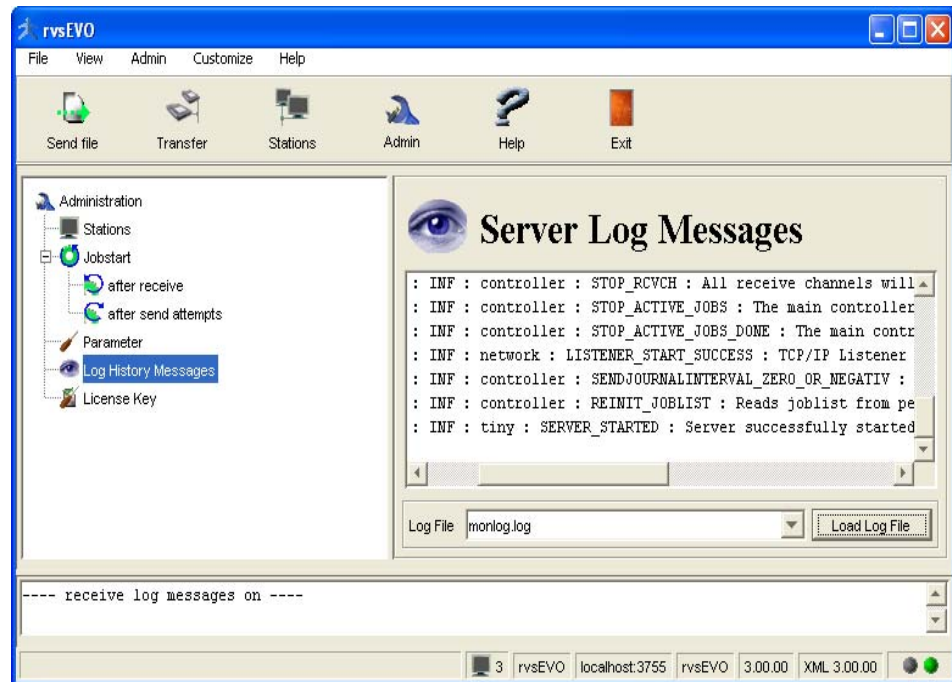 rvsEVO
File View Admin Customize Help
Send file Transfer Stations Admin Help Exit
Administration
Stations
Jobstart
after receive
after send attempts
Parameter
Log History Messages
License Key
Server Log Messages
: INF : controller : STOP_RCVCH : All receive channels will
: INF : controller : STOP_ACTIVE_JOBS : The main controller
: INF : controller : STOP_ACTIVE_JOBS_DONE : The main contr
: INF : network : LISTENER_START_SUCCESS : TCP/IP Listener
: INF : controller : SENDJOURNALINTERVAL_ZERO_OR_NEGATIV :
: INF : controller : REINIT_JOBLIST : Reads joblist from pe
: INF : tiny : SERVER_STARTED : Server successfully started
Log File monlog.log Load Log File
---- receive log messages on ----
3 rvsEVO localhost:3755 rvsEVO 3.00.00 XML 3.00.00